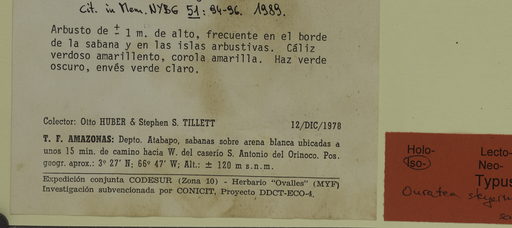 Cit. in Mem. NYBG 51: 94-96. 1989.
Arbusto de ± 1 m. de alto, frecuente en el borde
de la sabana y en las islas arbustivas. Cáliz
verdoso amarillento, corola amarilla. Haz verde
oscuro, envés verde claro.
Colector: Otto HUBER & Stephen S. TILLETT 12/DIC/1978
T. F. AMAZONAS: Depto. Atabapo, sabanas sobre arena blanca ubicadas a
unos 15 min. de camino hacia W. del caserío S. Antonio del Orinoco. Pos.
geogr. aprox.: 3º 27' N; 66º 47' W; Alt.: ± 120 m s.n.m.
Expedición conjunta CODESUR (Zona 10) - Herbario "Ovalles" (MYF)
Investigación subvencionada por CONICIT, Proyecto DDCT-ECO-4.
Holo- Lecto-
Iso- Neo-
Typus
Ouratea